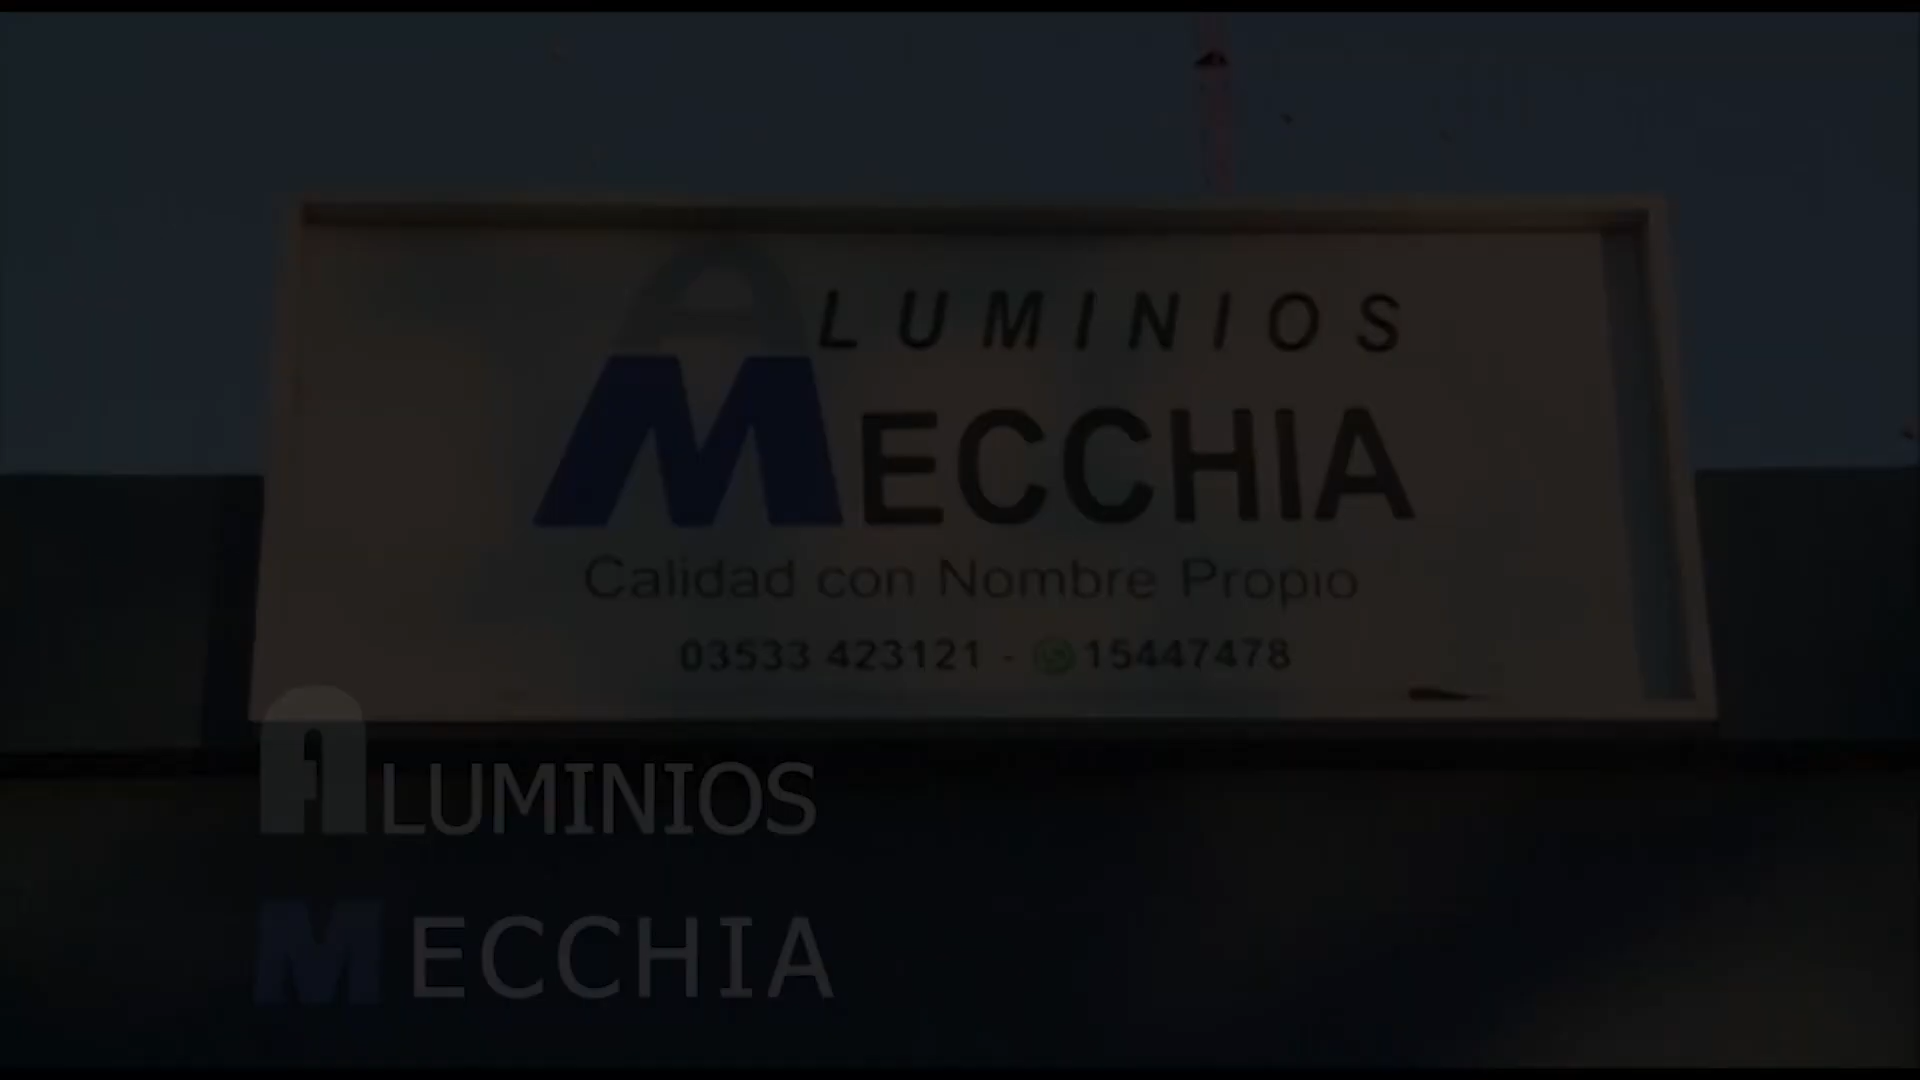 ALUMINIOS
MECCHIA
Calidad con Nombre Propio
03533 423121 - 15447478
ALUMINIOS
MECCHIA